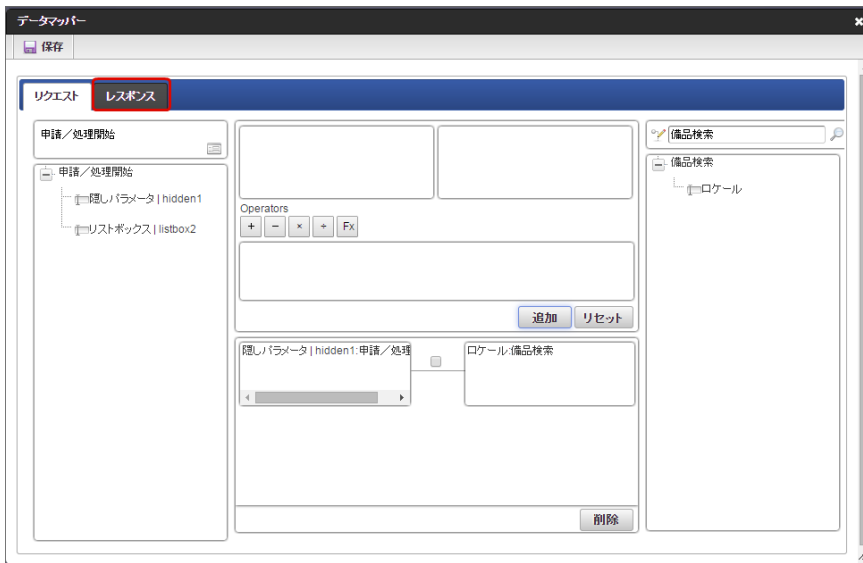 データマッパー
保存
リクエスト レスポンス
申請／処理開始
申請／処理開始
隠しパラメータ | hidden1
リストボックス | listbox2
Operators
+ − × ÷ Fx
追加 リセット
隠しパラメータ | hidden1:申請／処理
ロケール:備品検索
削除
備品検索
備品検索
ロケール